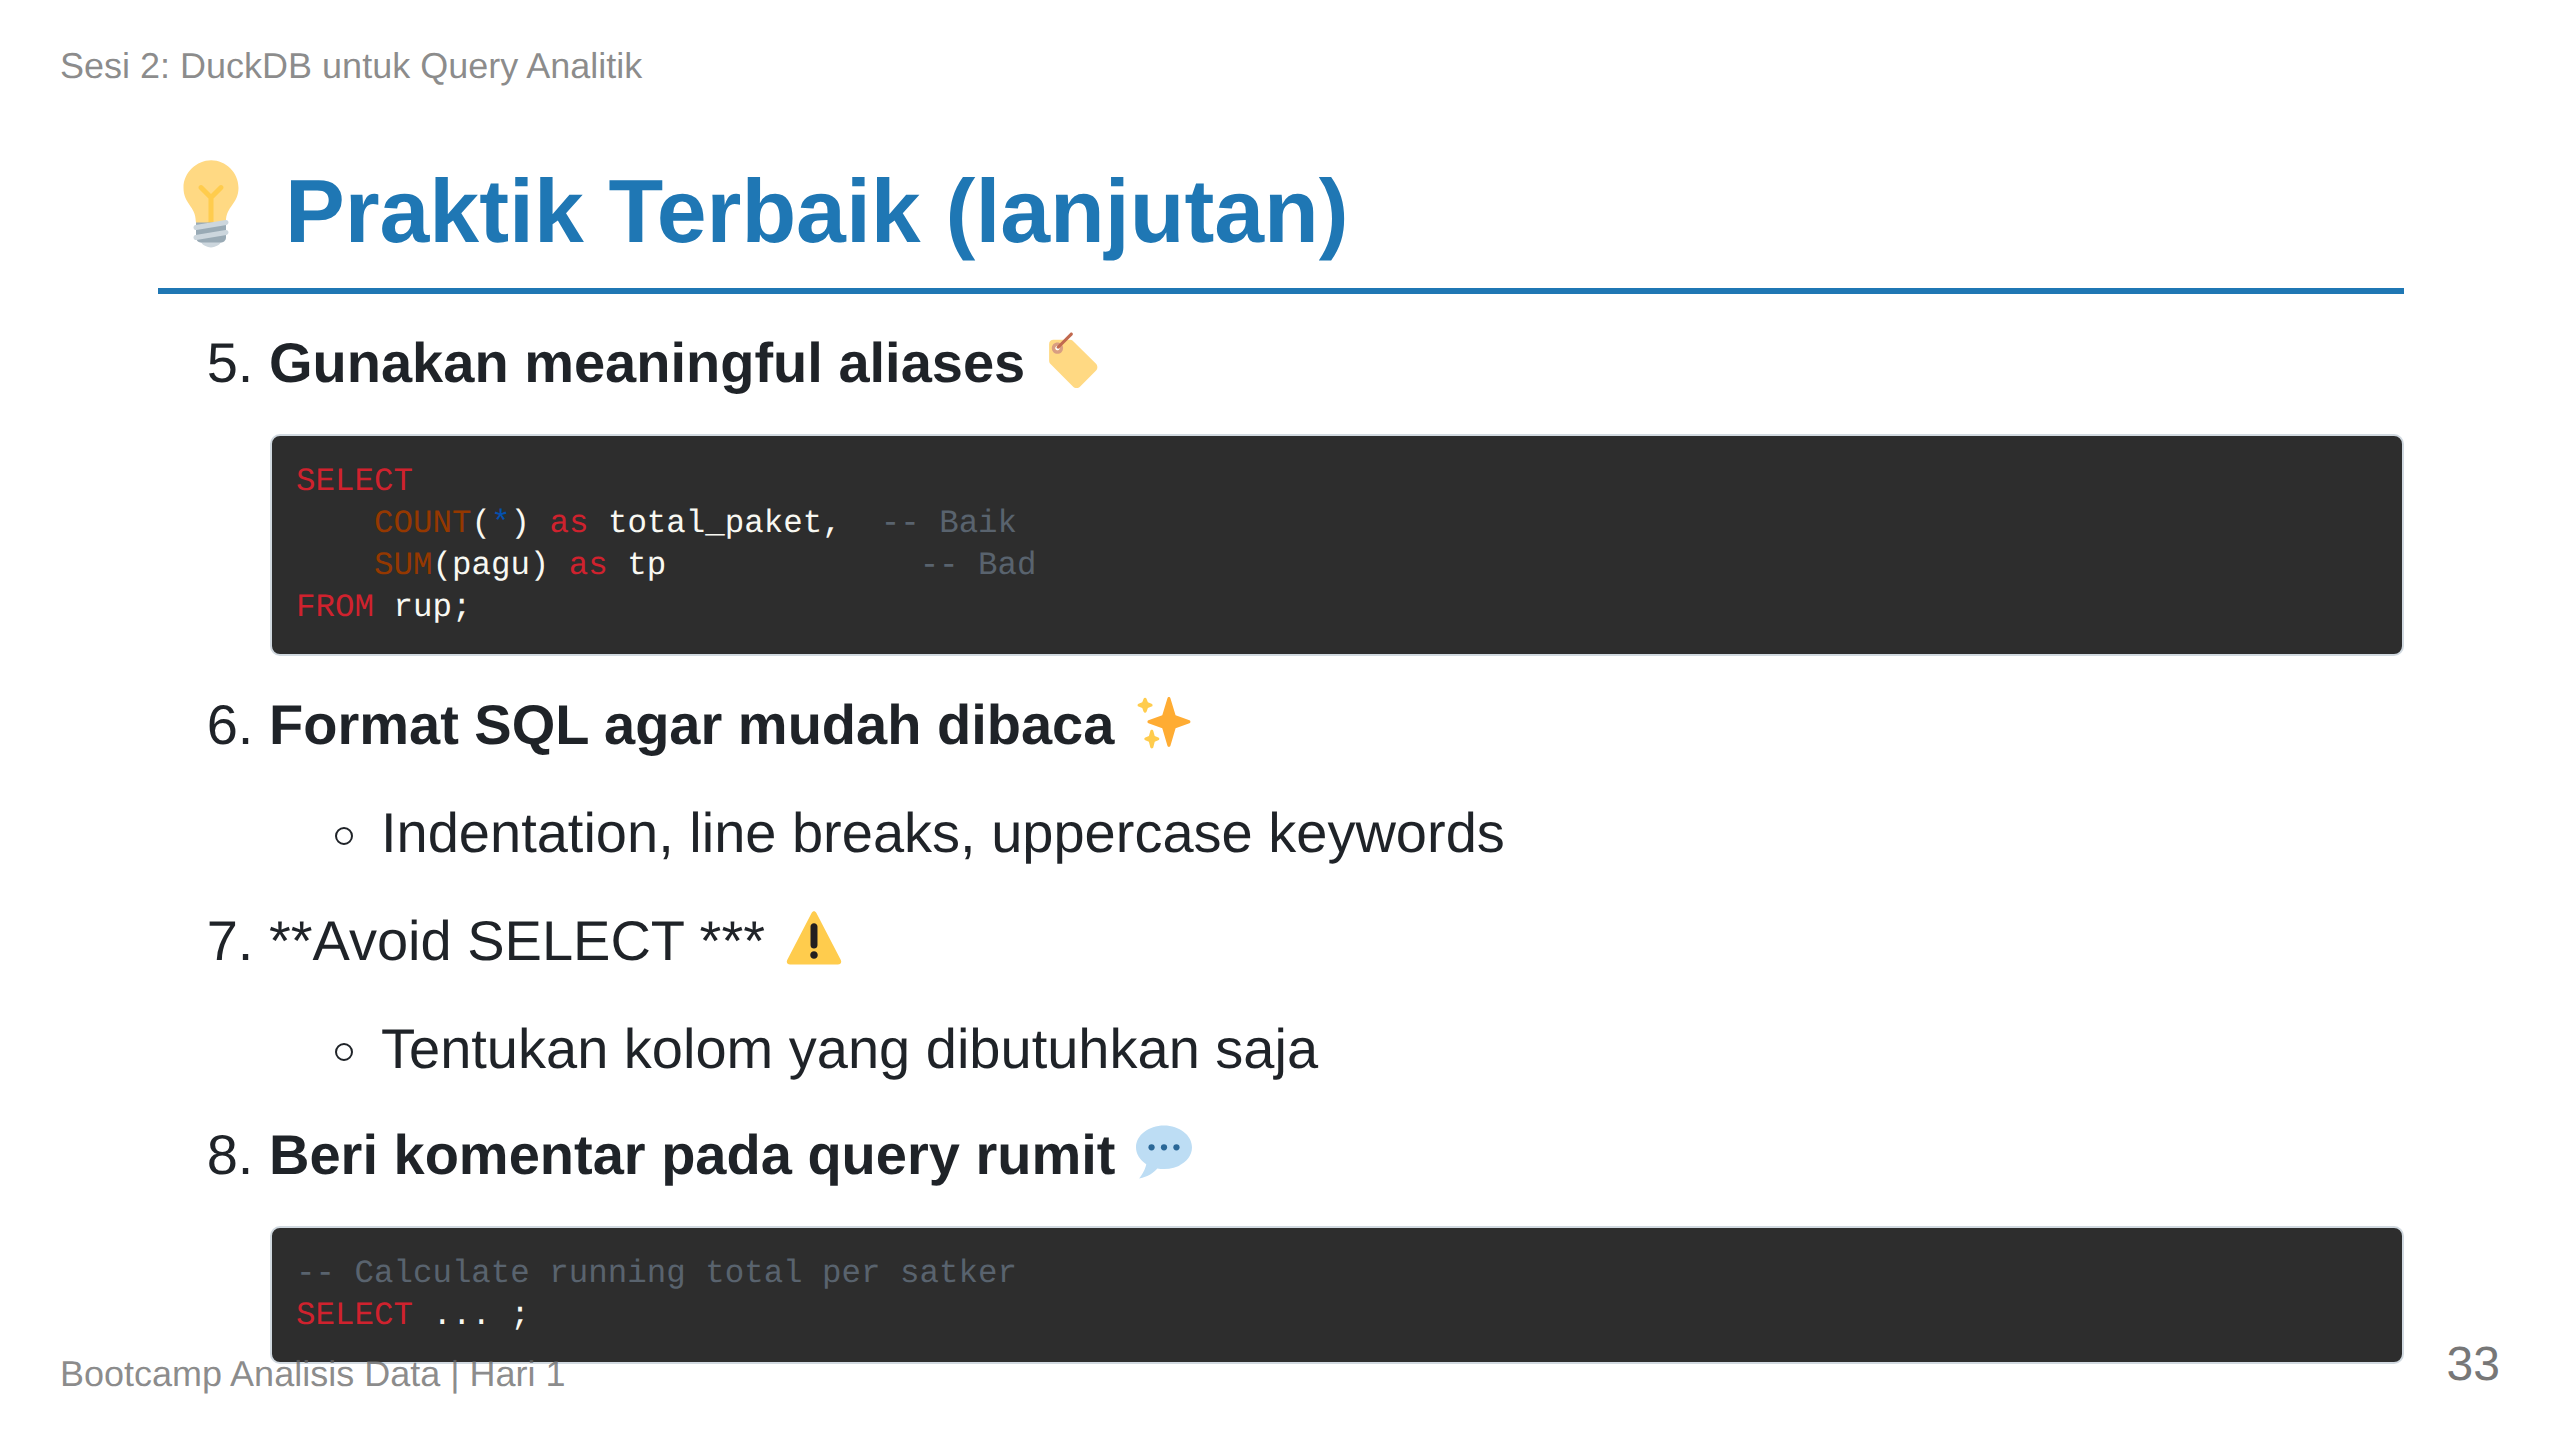 Sesi 2: DuckDB untuk Query Analitik
💡 Praktik Terbaik (lanjutan)
5. Gunakan meaningful aliases 🏷️
SELECT
    COUNT(*) as total_paket,  -- Baik
    SUM(pagu) as tp             -- Bad
FROM rup;
6. Format SQL agar mudah dibaca ✨
○ Indentation, line breaks, uppercase keywords
7. **Avoid SELECT *** ⚠️
○ Tentukan kolom yang dibutuhkan saja
8. Beri komentar pada query rumit 💬
-- Calculate running total per satker
SELECT ... ;
Bootcamp Analisis Data | Hari 1
33